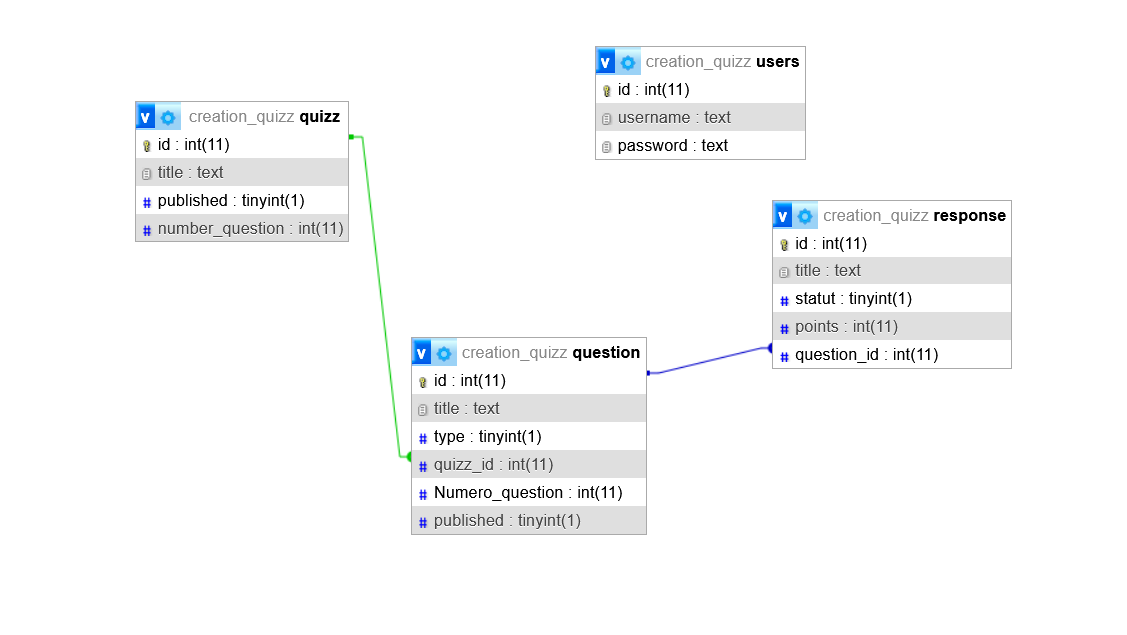 v creation_quizz users
id : int(11)
username : text
password : text
v creation_quizz quizz
id : int(11)
title : text
# published : tinyint(1)
# number_question : int(11)
v creation_quizz response
id : int(11)
title : text
# statut : tinyint(1)
# points : int(11)
# question_id : int(11)
v creation_quizz question
id : int(11)
title : text
# type : tinyint(1)
# quizz_id : int(11)
# Numero_question : int(11)
# published : tinyint(1)